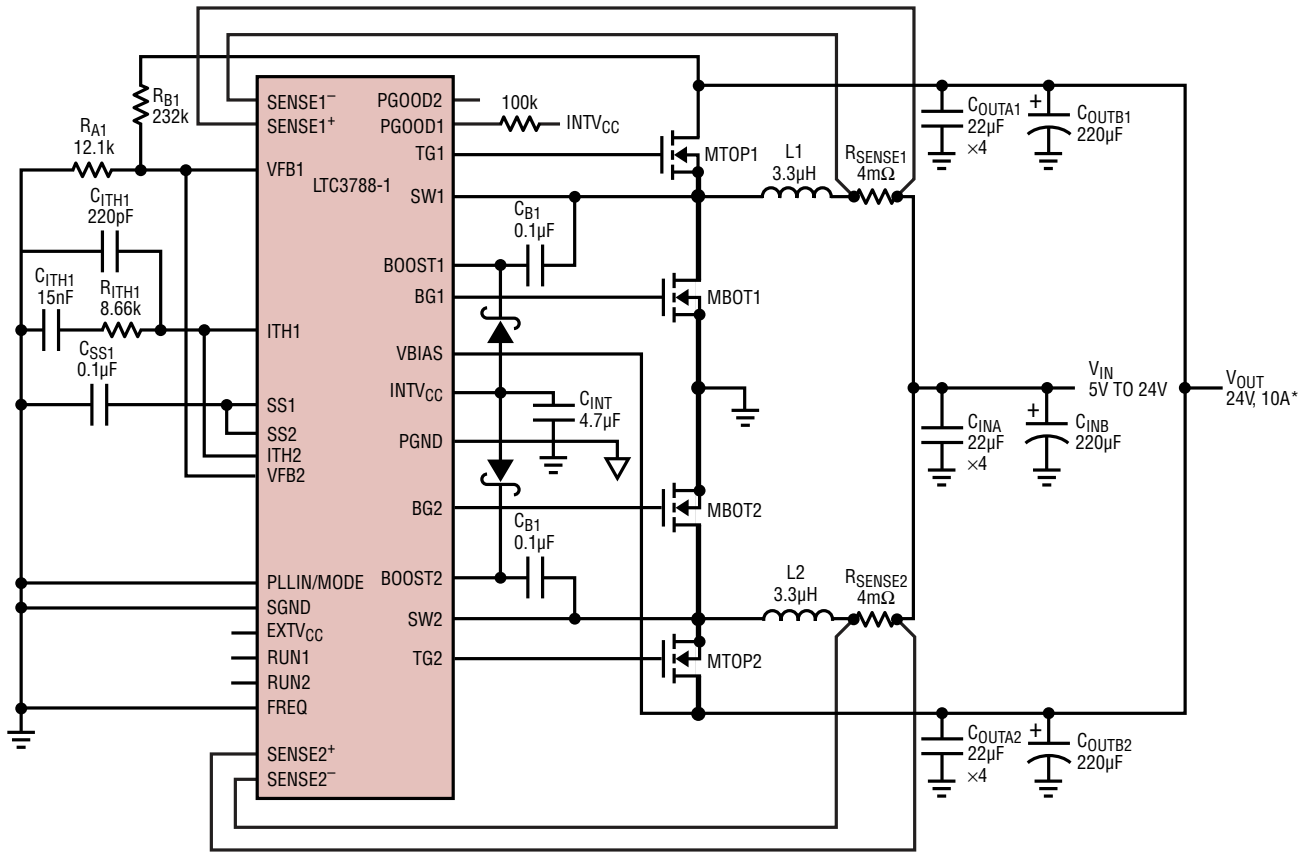 SENSE1–
SENSE1+
VFB1
LTC3788-1
ITH1
SS1
SS2
ITH2
VFB2
PLLIN/MODE
SGND
EXTVCC
RUN1
RUN2
FREQ
SENSE2+
SENSE2–
PGOOD2
PGOOD1
TG1
SW1
BOOST1
BG1
VBIAS
INTVCC
PGND
BG2
BOOST2
SW2
TG2
RB1
232k
RA1
12.1k
CITH1
220pF
CITH1
15nF
RITH1
8.66k
CSS1
0.1µF
100k
INTVCC
CB1
0.1µF
CINT
4.7µF
CB1
0.1µF
MTOP1
MBOT1
MBOT2
MTOP2
L1
3.3µH
RSENSE1
4mΩ
L2
3.3µH
RSENSE2
4mΩ
COUTA1
22µF
×4
+
COUTB1
220µF
VIN
5V TO 24V
CINA
22µF
×4
+
CINB
220µF
VOUT
24V, 10A*
COUTA2
22µF
×4
+
COUTB2
220µF